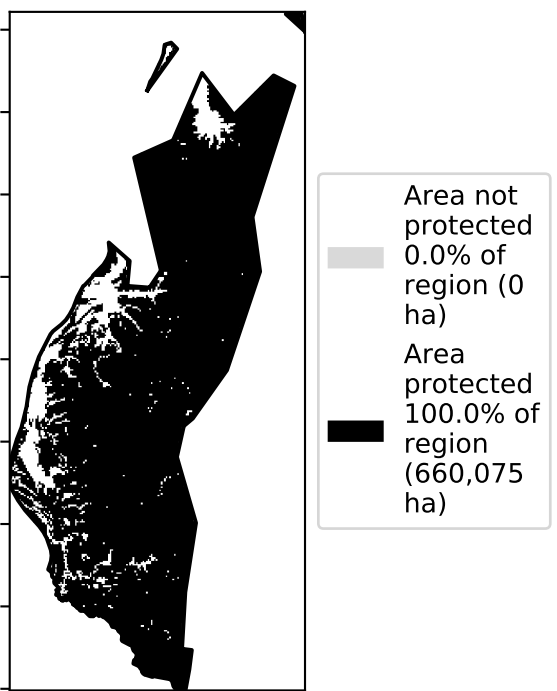 Area not
protected
0.0% of
region (0
ha)
Area
protected
100.0% of
region
(660,075
ha)